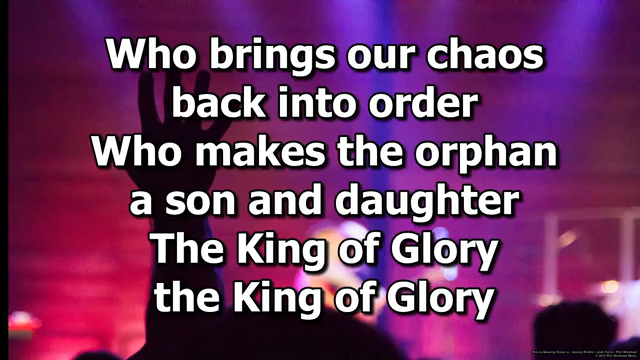 Who brings our chaos
back into order
Who makes the orphan
a son and daughter
The King of Glory
the King of Glory